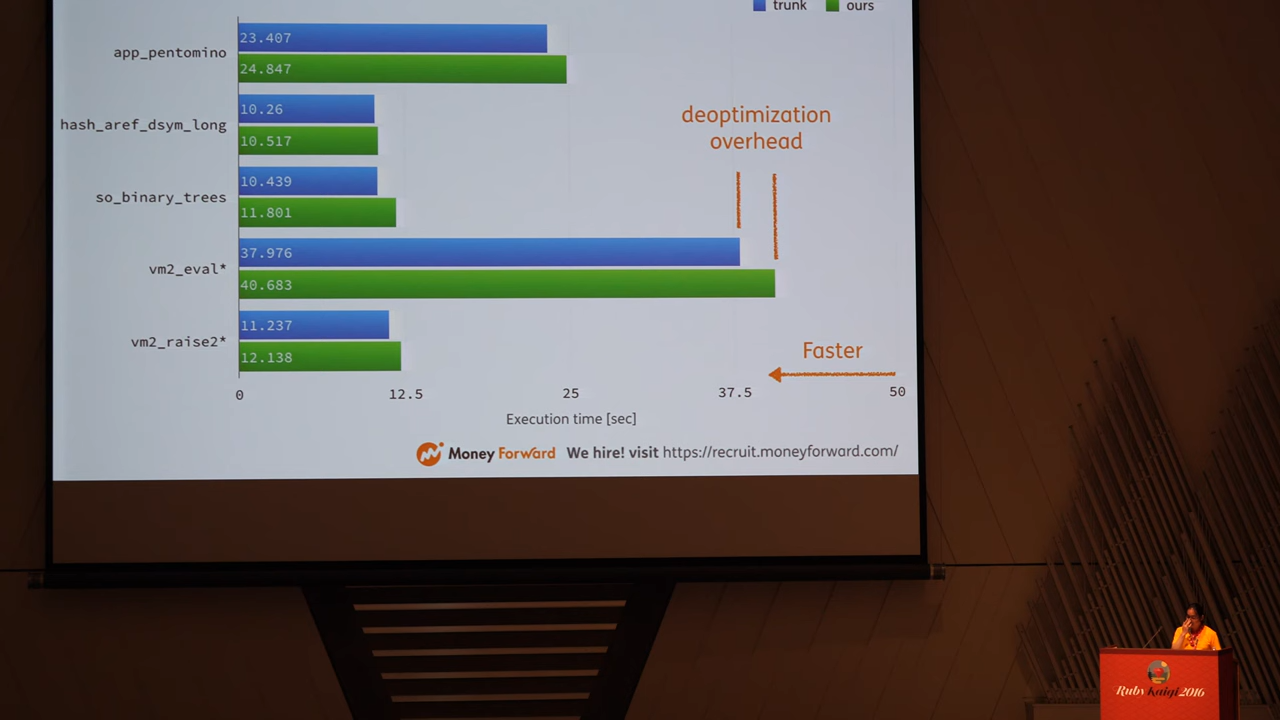 trunk ours
app_pentomino
23.407
24.847
hash_aref_dsym_long
10.26
10.517
so_binary_trees
10.439
11.801
vm2_eval*
37.976
40.683
vm2_raise2*
11.237
12.138
deoptimization
overhead
Faster
0 12.5 25 37.5 50
Execution time [sec]
Money Forward We hire! visit https://recruit.moneyforward.com/
RubyKaigi2016